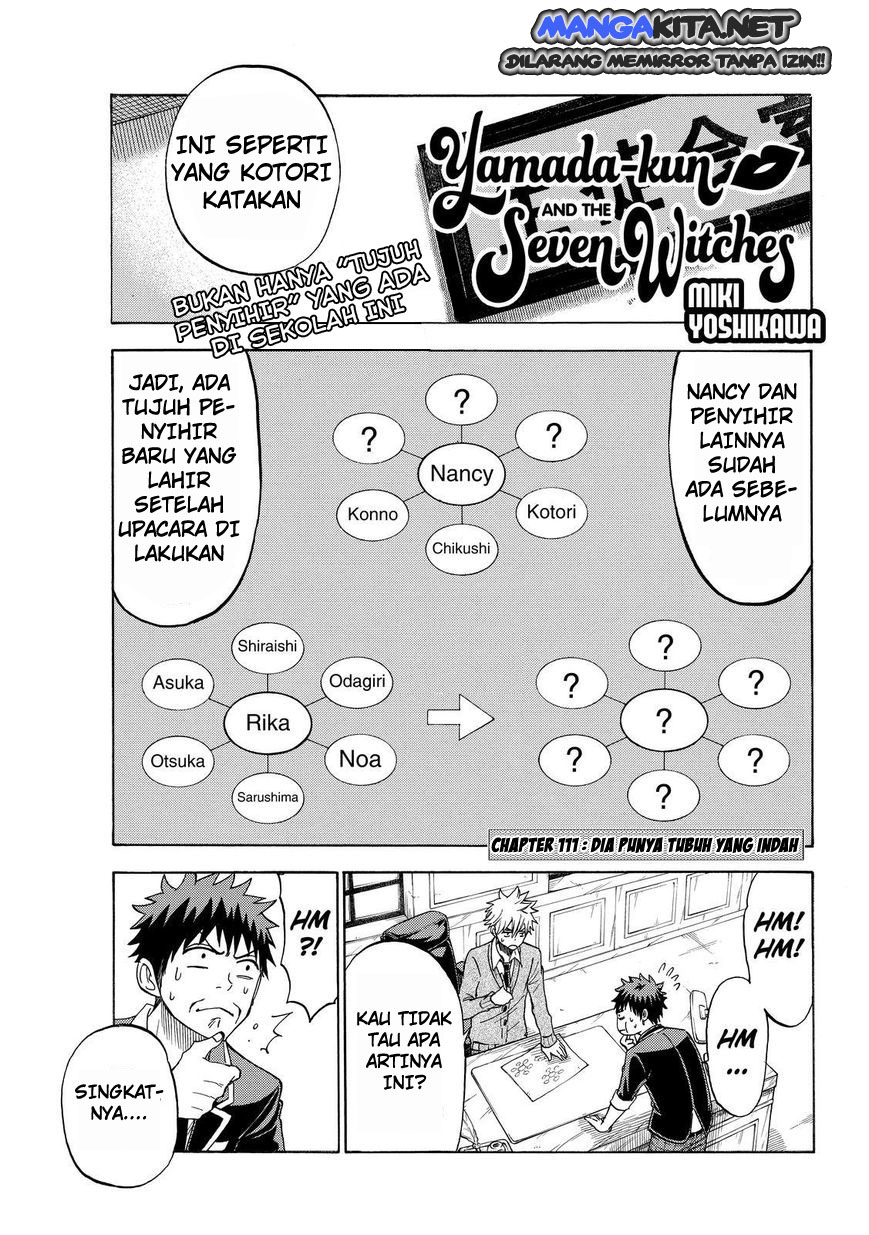 MANGAKITA.NET
DILARANG MEMIRROR TANPA IZIN!!
INI SEPERTI
YANG KOTORI
KATAKAN
Yamada-kun
AND THE
Seven Witches
MIKI
YOSHIKAWA
BUKAN HANYA "TUJUH
PENYIHIR" YANG ADA
DI SEKOLAH INI
NANCY DAN
PENYIHIR
LAINNYA
SUDAH
ADA SEBE-
LUMNYA
JADI, ADA
TUJUH PE-
NYIHIR
BARU YANG
LAHIR
SETELAH
UPACARA DI
LAKUKAN
?
?
?
Nancy
Konno
Kotori
Chikushi
Shiraishi
Asuka
Odagiri
Rika
Otsuka
Noa
Sarushima
?
?
?
?
?
?
?
CHAPTER 111 : DIA PUNYA TUBUH YANG INDAH
HM!
HM!
HM
...
KAU TIDAK
TAU APA
ARTINYA
INI?
HM
?!
SINGKAT-
NYA....